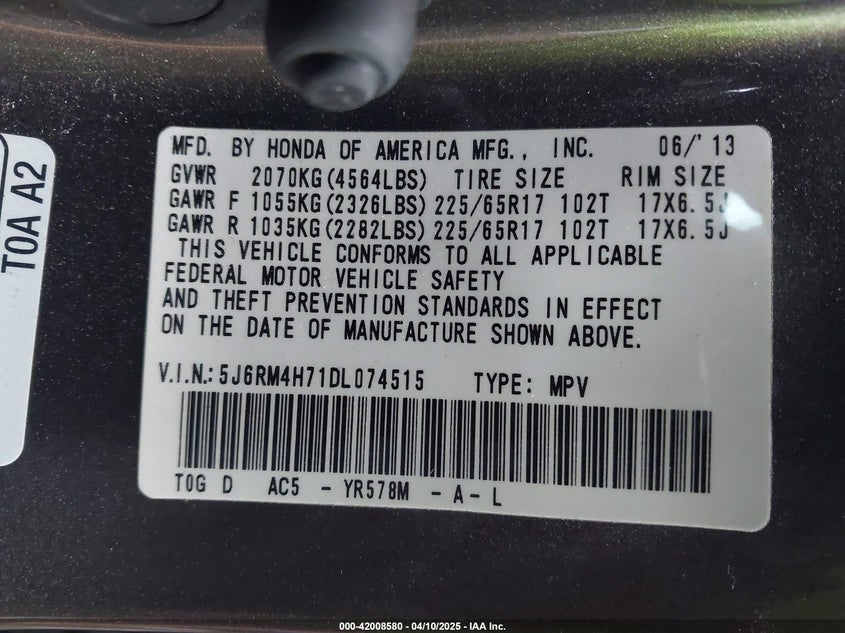 MFD. BY HONDA OF AMERICA MFG., INC. 06/'13
GVWR 2070KG(4564LBS) TIRE SIZE RIM SIZE
GAWR F 1055KG(2326LBS) 225/65R17 102T 17X6.5J
GAWR R 1035KG(2282LBS) 225/65R17 102T 17X6.5J
THIS VEHICLE CONFORMS TO ALL APPLICABLE
FEDERAL MOTOR VEHICLE SAFETY
AND THEFT PREVENTION STANDARDS IN EFFECT
ON THE DATE OF MANUFACTURE SHOWN ABOVE.
V.I.N.:5J6RM4H71DL074515 TYPE: MPV
T0G D AC5 - YR578M - A - L
T0A A2
000-42008580 - 04/10/2025 - IAA Inc.